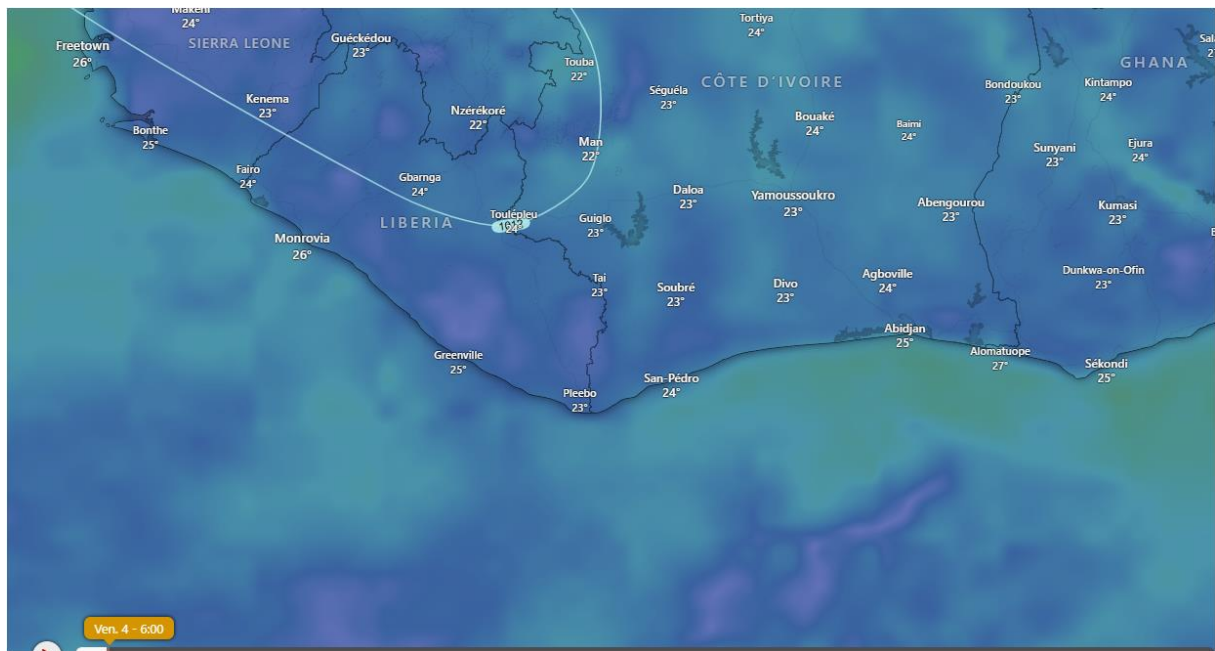 Makeni
24°
SIERRA LEONE
Freetown
26°
Guéckédou
23°
Touba
22°
Tortiya
24°
GHANA
CÔTE D'IVOIRE
Séguéla
23°
Bondoukou
23°
Kintampo
24°
Kenema
23°
Nzérékoré
22°
Bouaké
24°
Baimi
24°
Bonthe
25°
Man
22°
Sunyani
23°
Ejura
24°
Fairo
24°
Gbarnga
24°
Daloa
23°
Yamoussoukro
23°
Abengourou
23°
Kumasi
23°
LIBERIA
Toulépleu
24°
Guiglo
23°
Monrovia
26°
Tai
23°
Soubré
23°
Divo
23°
Agboville
24°
Dunkwa-on-Ofin
23°
Abidjan
25°
Greenville
25°
Alomatuope
27°
Sékondi
25°
Pleebo
23°
San-Pédro
24°
Ven. 4 - 6:00